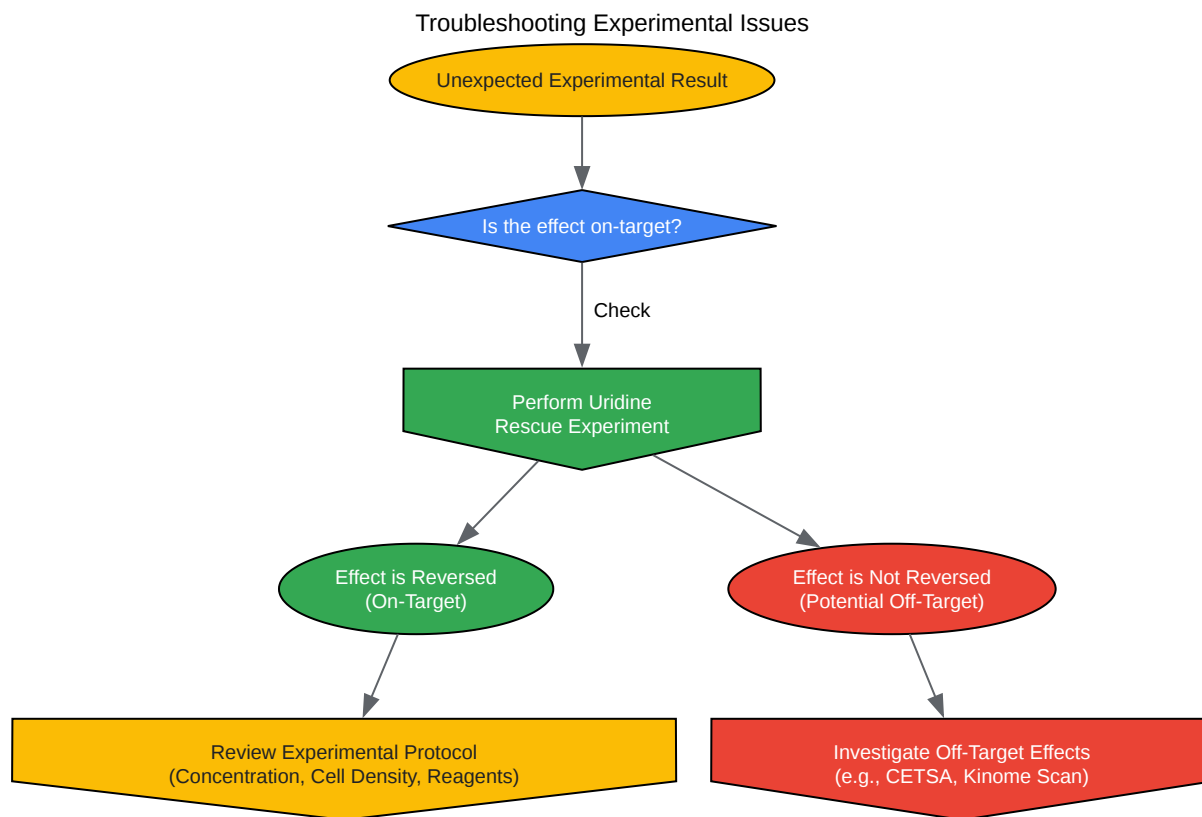 Troubleshooting Experimental Issues
Unexpected Experimental Result
Is the effect on-target?
Check
Perform Uridine
Rescue Experiment
Effect is Reversed
(On-Target)
Effect is Not Reversed
(Potential Off-Target)
Review Experimental Protocol
(Concentration, Cell Density, Reagents)
Investigate Off-Target Effects
(e.g., CETSA, Kinome Scan)